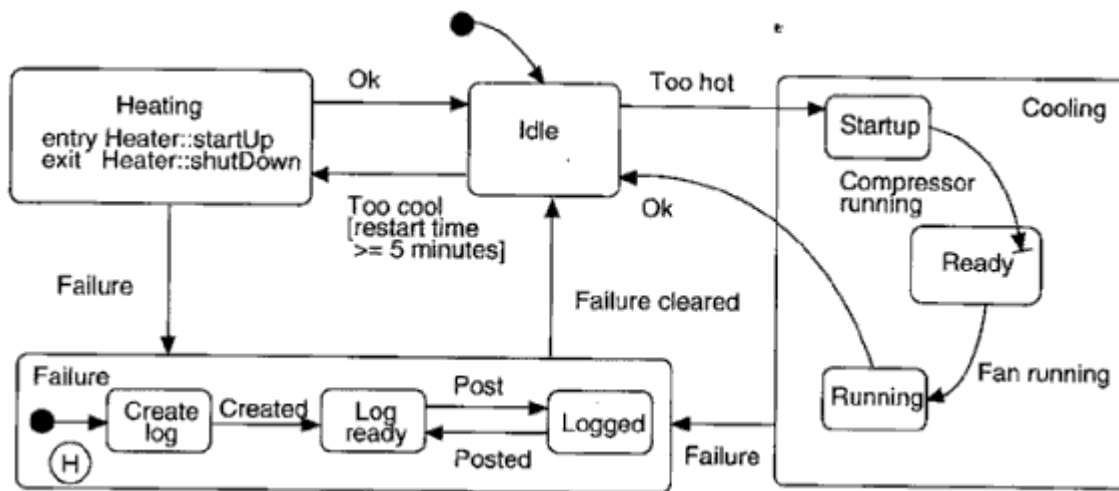 Ok
Too hot
Cooling
Heating
entry Heater::startUp
exit Heater::shutDown
Idle
Startup
Too cool
[restart time
>= 5 minutes]
Ok
Compressor
running
Ready
Failure
Failure cleared
Fan running
Failure
Create
log
Created
Log
ready
Post
Posted
Logged
Running
Failure
H